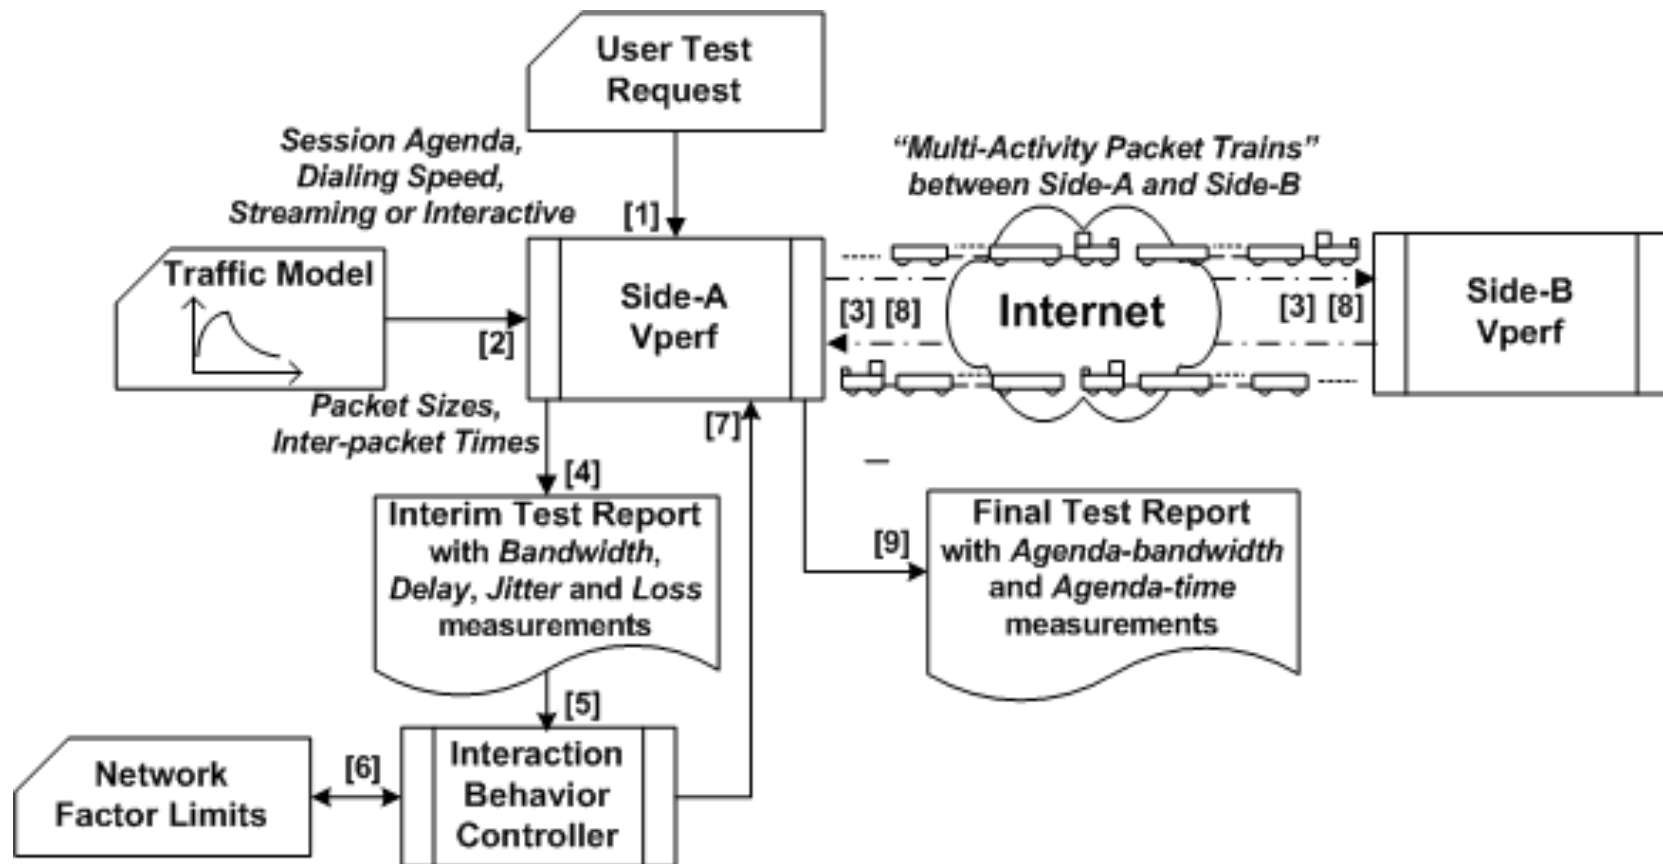 User Test
Request
Session Agenda,
Dialing Speed,
Streaming or Interactive
[1]
“Multi-Activity Packet Trains”
between Side-A and Side-B
Traffic Model
[2]
Side-A
Vperf
[3] [8]
Internet
[3] [8]
Side-B
Vperf
Packet Sizes,
Inter-packet Times
[7]
[4]
Interim Test Report
with Bandwidth,
Delay, Jitter and Loss
measurements
[9]
Final Test Report
with Agenda-bandwidth
and Agenda-time
measurements
[5]
Network
Factor Limits
[6]
Interaction
Behavior
Controller